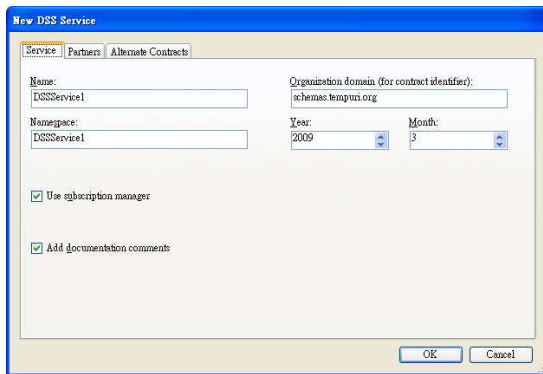 New DSS Service
Service Partners Alternate Contracts
Name:
DSSService1
Organization domain (for contract identifier):
schemas.tempuri.org
Namespace:
DSSService1
Year:
2009
Month:
3
Use subscription manager
Add documentation comments
OK Cancel